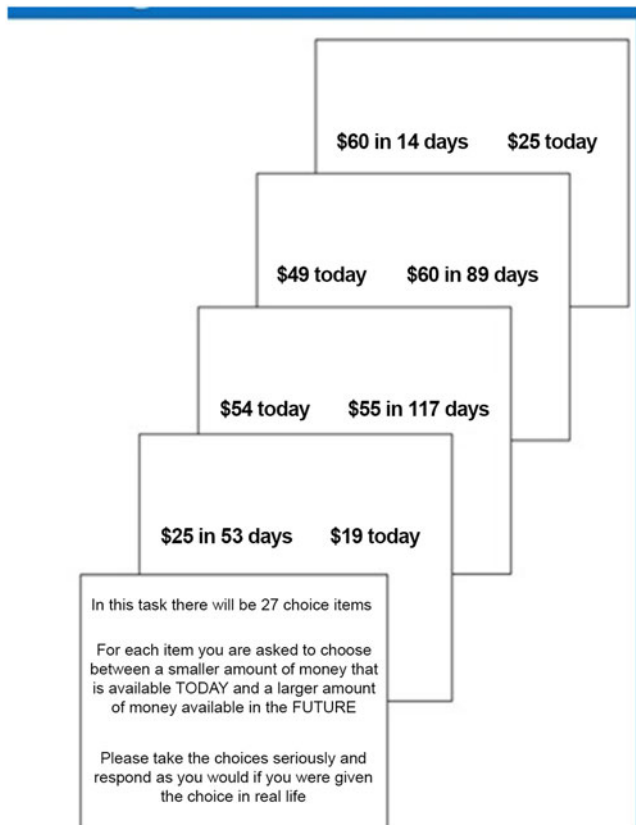 $60 in 14 days $25 today
$49 today $60 in 89 days
$54 today $55 in 117 days
$25 in 53 days $19 today
In this task there will be 27 choice items
For each item you are asked to choose
between a smaller amount of money that
is available TODAY and a larger amount
of money available in the FUTURE
Please take the choices seriously and
respond as you would if you were given
the choice in real life